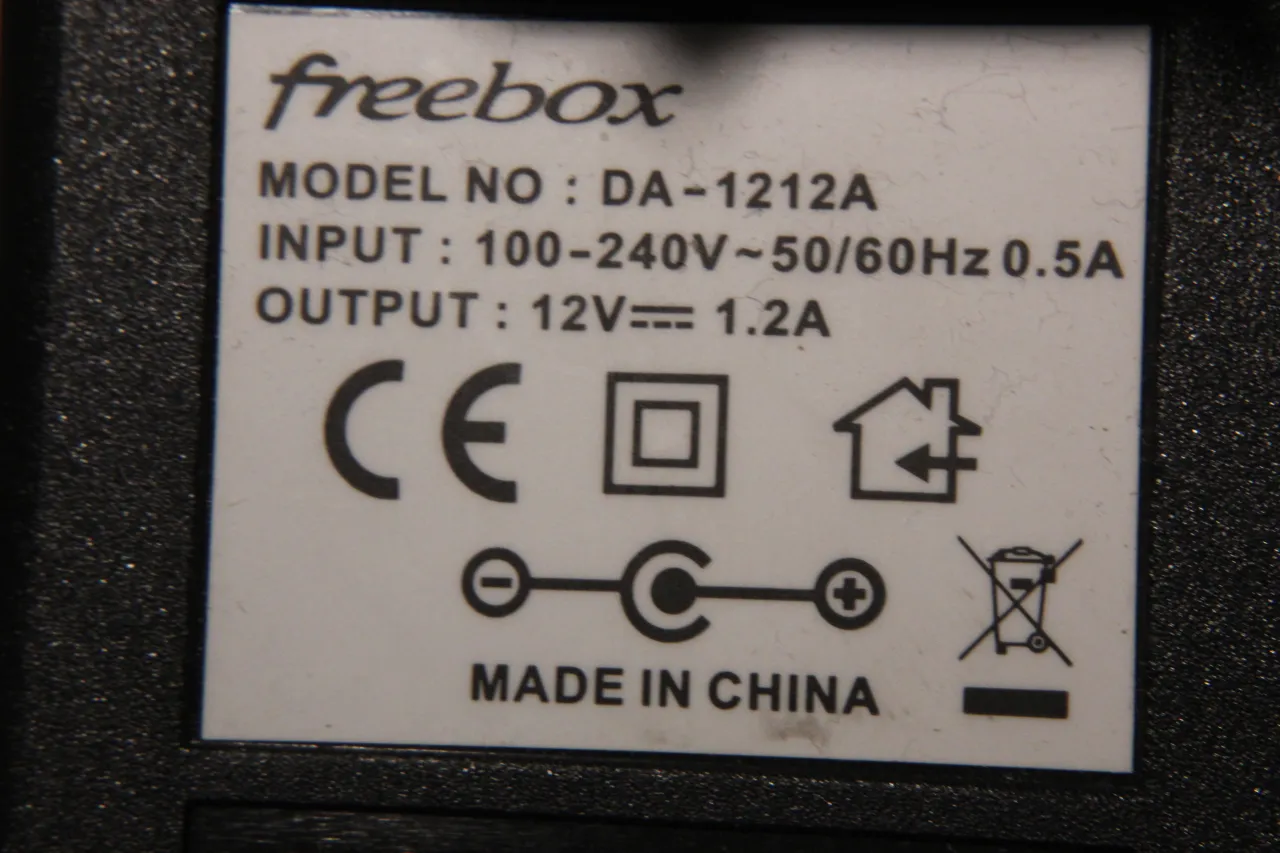 freebox
MODEL NO : DA-1212A
INPUT : 100-240V~50/60Hz 0.5A
OUTPUT : 12V⎓ 1.2A
CE
MADE IN CHINA